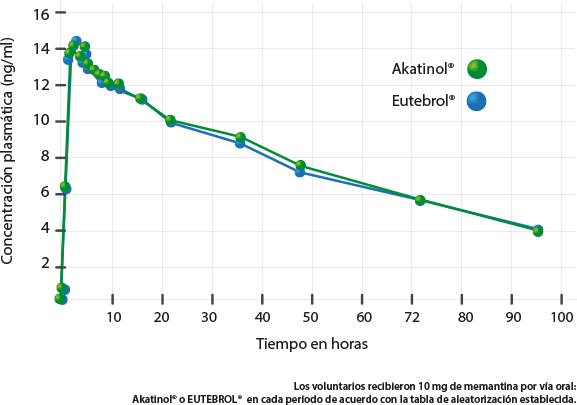 Concentración plasmática (ng/ml)
16
14
12
10
8
6
4
2
Akatinol®
Eutebrol®
10 20 30 40 50 60 72 80 90 100
Tiempo en horas
Los voluntarios recibieron 10 mg de memantina por vía oral:
Akatinol® o EUTEBROL® en cada periodo de acuerdo con la tabla de aleatorización establecida.